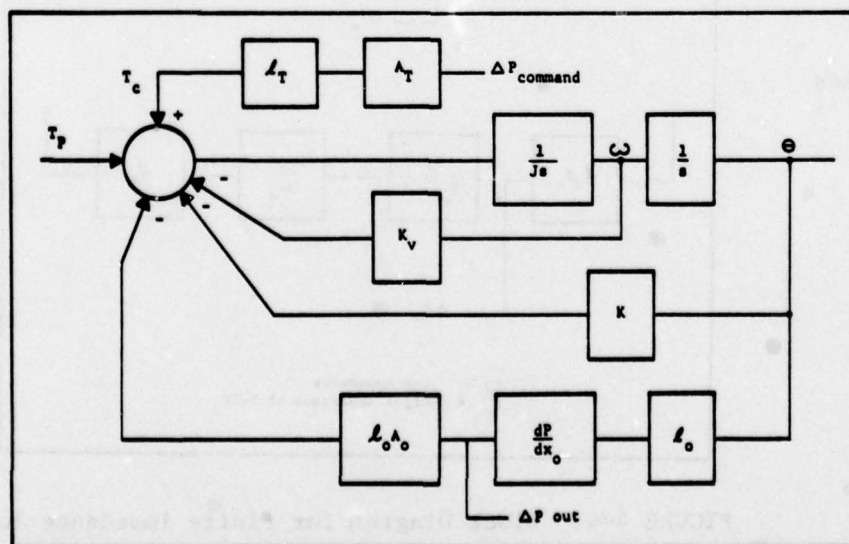 ℓ_T
A_T
ΔP_command
T_c
+
T_P
1
Js
ω
1
s
θ
-
-
K_v
K
ℓ_o A_o
dP
dx_o
ℓ_o
ΔP out